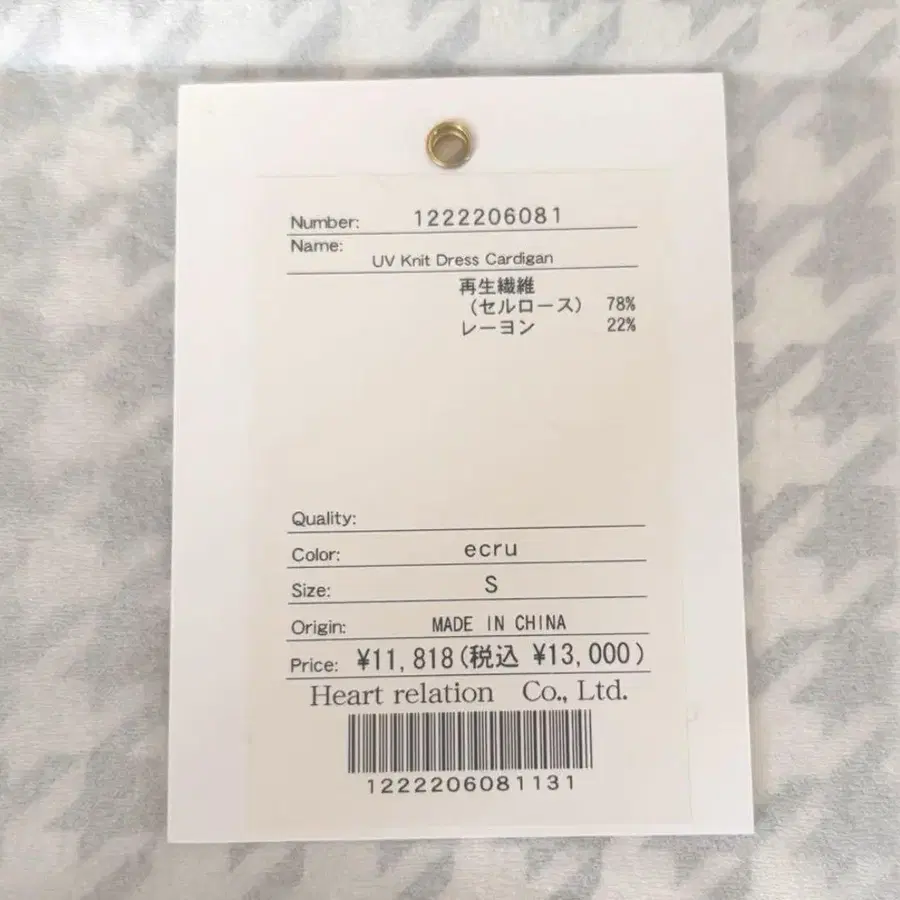 Number: 1222206081
Name:
UV Knit Dress Cardigan
再生繊維
(セルロース) 78%
レーヨン 22%
Quality:
Color: ecru
Size: S
Origin: MADE IN CHINA
Price: ¥11,818(税込 ¥13,000)
Heart relation Co., Ltd.
1222206081131